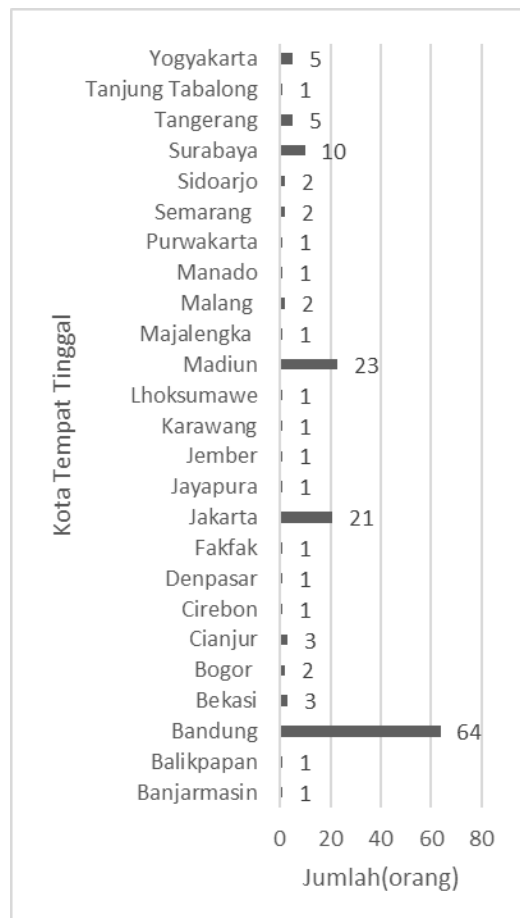 Kota Tempat Tinggal
Yogyakarta 5
Tanjung Tabalong 1
Tangerang 5
Surabaya 10
Sidoarjo 2
Semarang 2
Purwakarta 1
Manado 1
Malang 2
Majalengka 1
Madiun 23
Lhoksumawe 1
Karawang 1
Jember 1
Jayapura 1
Jakarta 21
Fakfak 1
Denpasar 1
Cirebon 1
Cianjur 3
Bogor 2
Bekasi 3
Bandung 64
Balikpapan 1
Banjarmasin 1
0 20 40 60 80
Jumlah(orang)